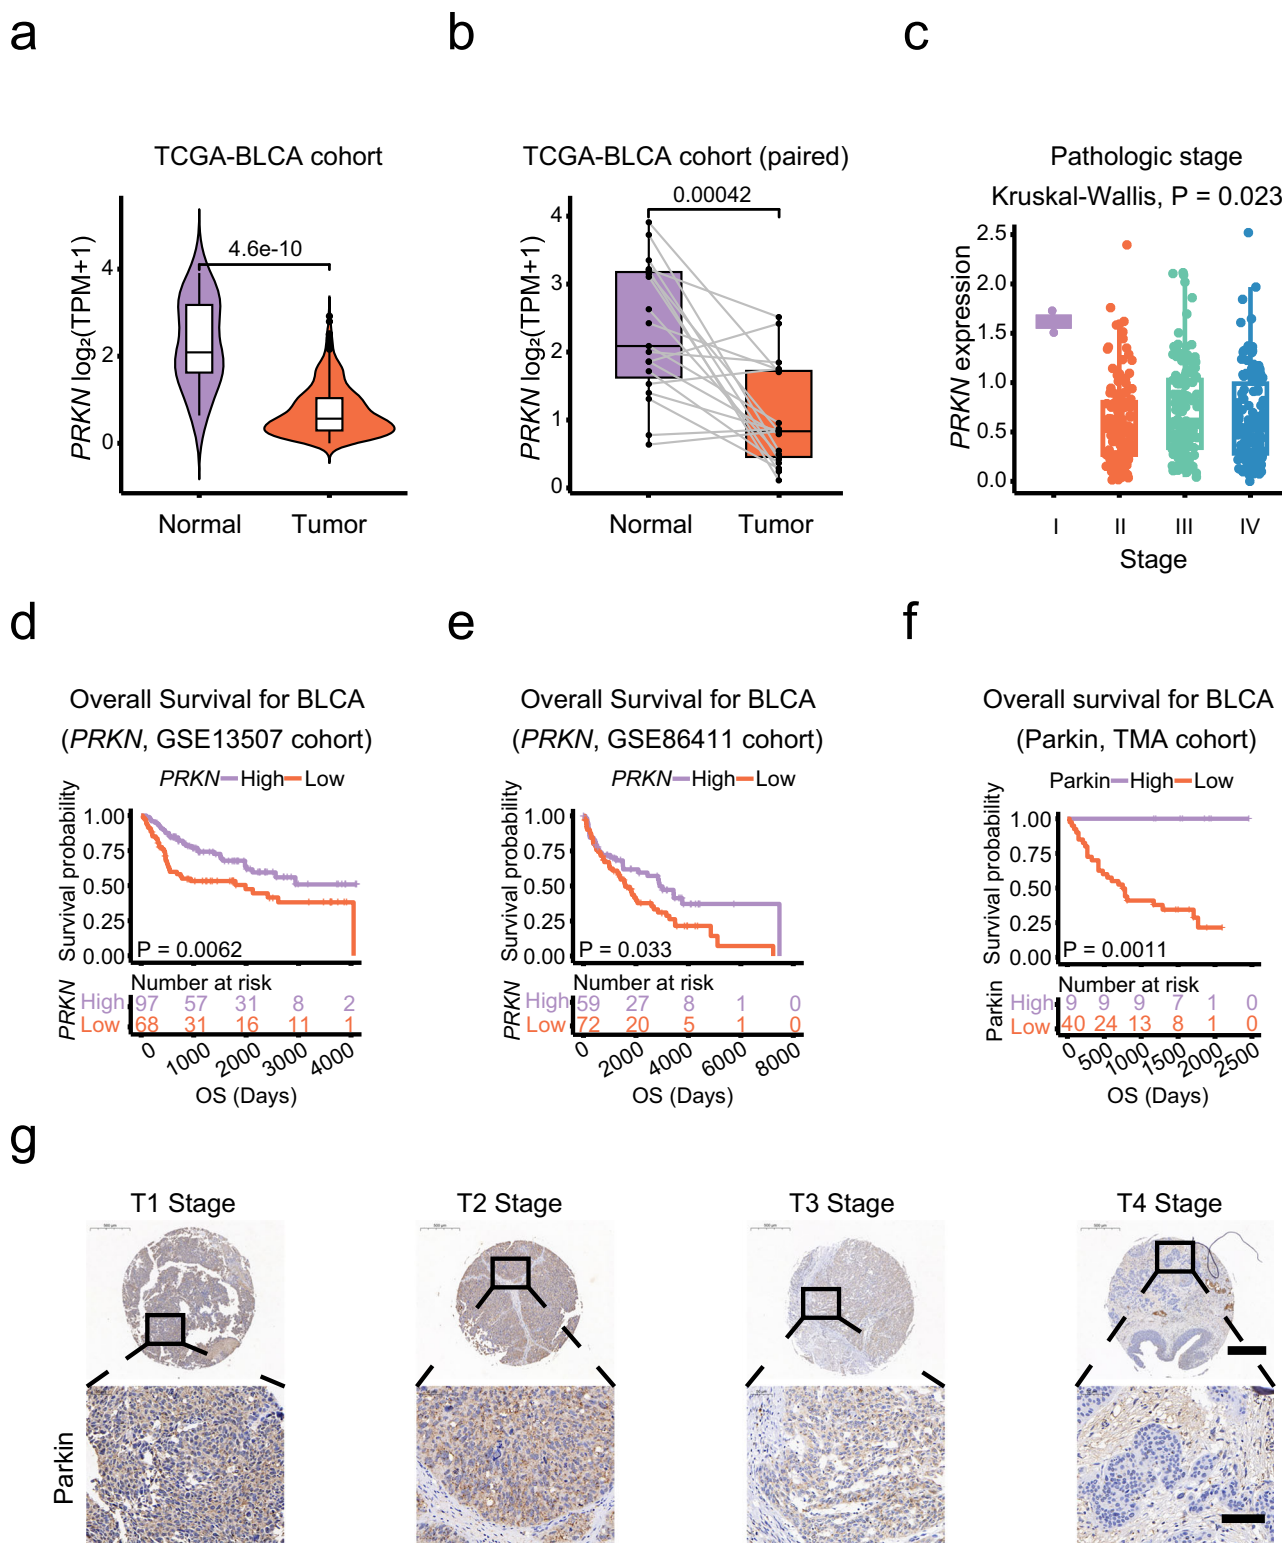 a
b
c
TCGA-BLCA cohort
TCGA-BLCA cohort (paired)
Pathologic stage
Kruskal-Wallis, P = 0.023
PRKN log₂(TPM+1)
4
2
0
4.6e-10
Normal
Tumor
PRKN log₂(TPM+1)
4
3
2
1
0
0.00042
Normal
Tumor
PRKN expression
2.5
2.0
1.5
1.0
0.5
0.0
I
II
III
IV
Stage
d
e
f
Overall Survival for BLCA
(PRKN, GSE13507 cohort)
PRKN High Low
Survival probability
1.00
0.75
0.50
0.25
0.00
P = 0.0062
Number at risk
PRKN
High 97 57 31 8 2
Low 68 31 16 11 1
0 1000 2000 3000 4000
OS (Days)
Overall Survival for BLCA
(PRKN, GSE86411 cohort)
PRKN High Low
Survival probability
1.00
0.75
0.50
0.25
0.00
P = 0.033
Number at risk
PRKN
High 59 27 8 1 0
Low 72 20 5 1 0
0 2000 4000 6000 8000
OS (Days)
Overall survival for BLCA
(Parkin, TMA cohort)
Parkin High Low
Survival probability
1.00
0.75
0.50
0.25
0.00
P = 0.0011
Number at risk
Parkin
High 9 9 9 7 1 0
Low 40 24 13 8 1 0
0 500 1000 1500 2000 2500
OS (Days)
g
T1 Stage
T2 Stage
T3 Stage
T4 Stage
Parkin